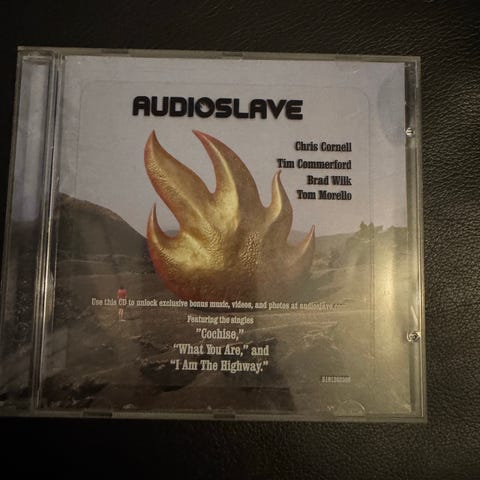 AUDIOSLAVE
Chris Cornell
Tim Commerford
Brad Wilk
Tom Morello
Use this CD to unlock exclusive bonus music, videos, and photos at
Featuring the singles
"Cochise,"
"What You Are," and
"I Am The Highway."